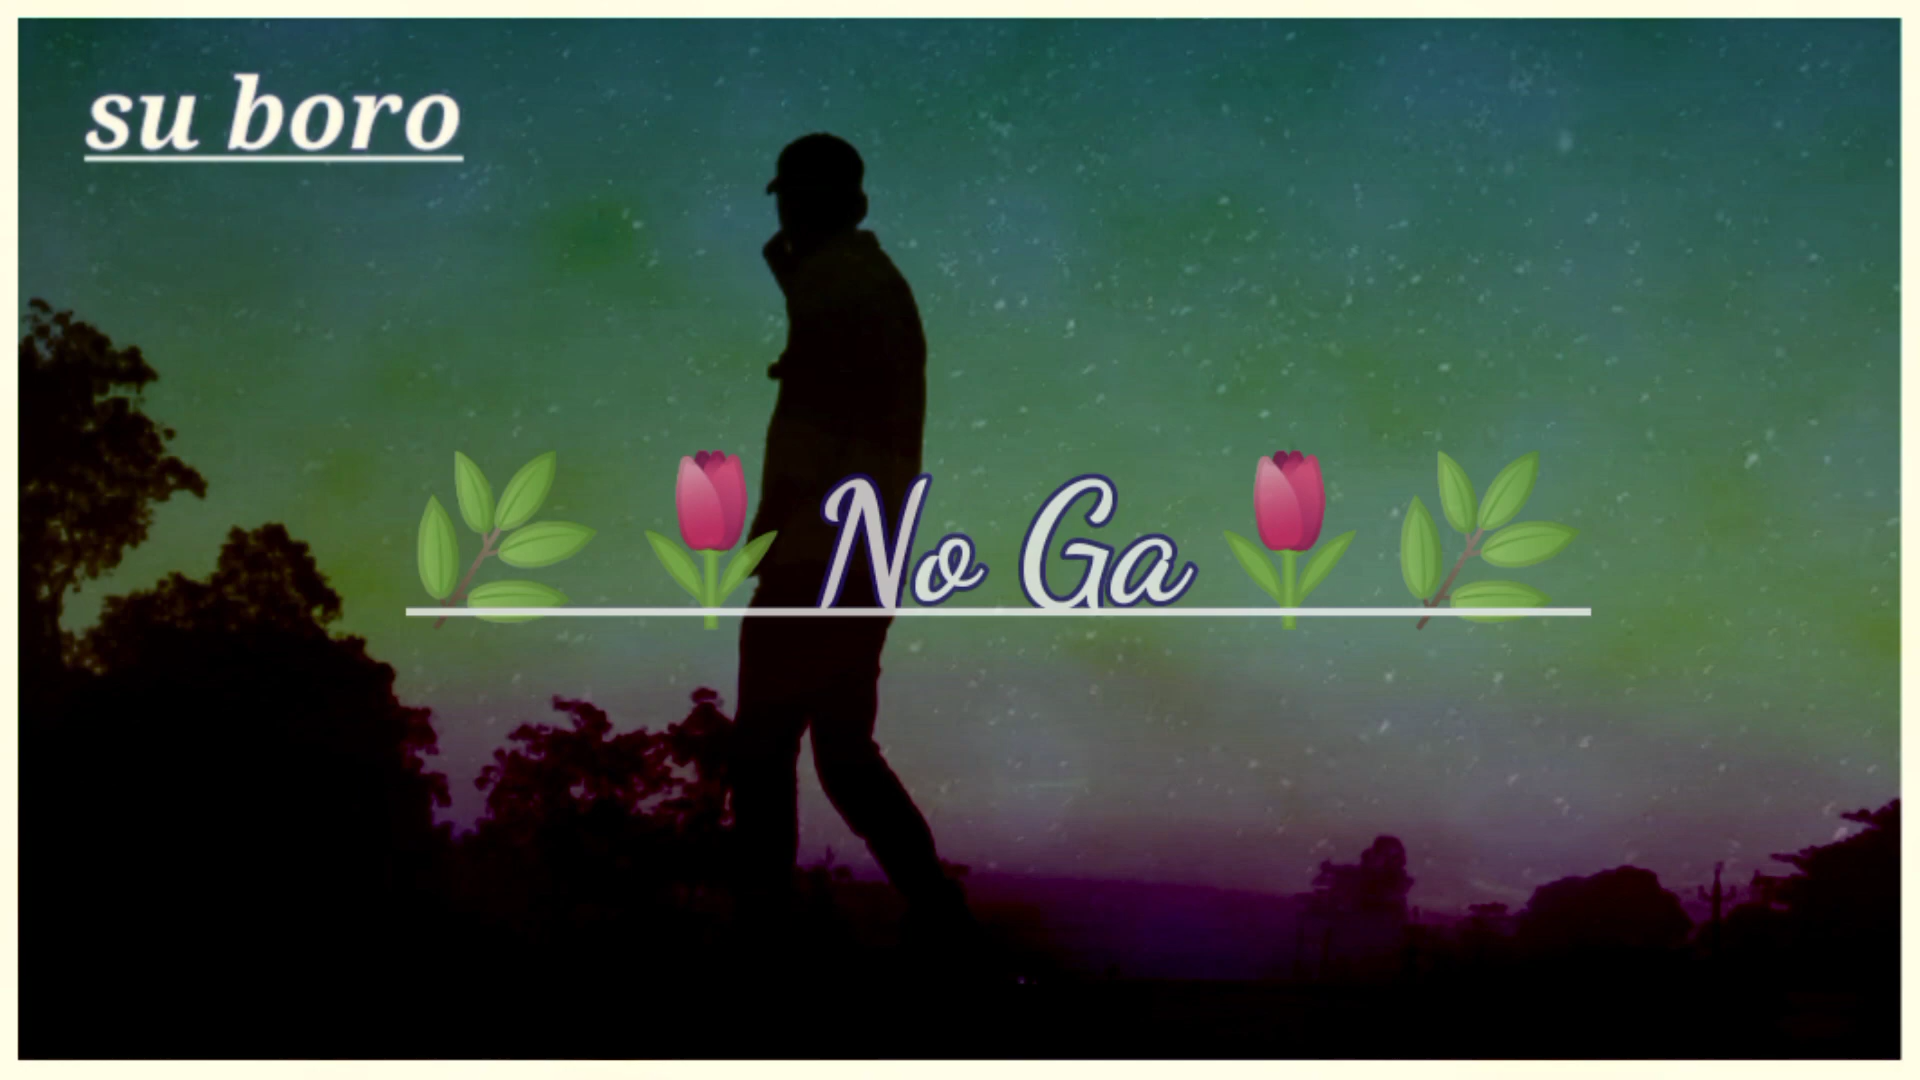 su boro
🌿 🌷 No Ga 🌷 🌿